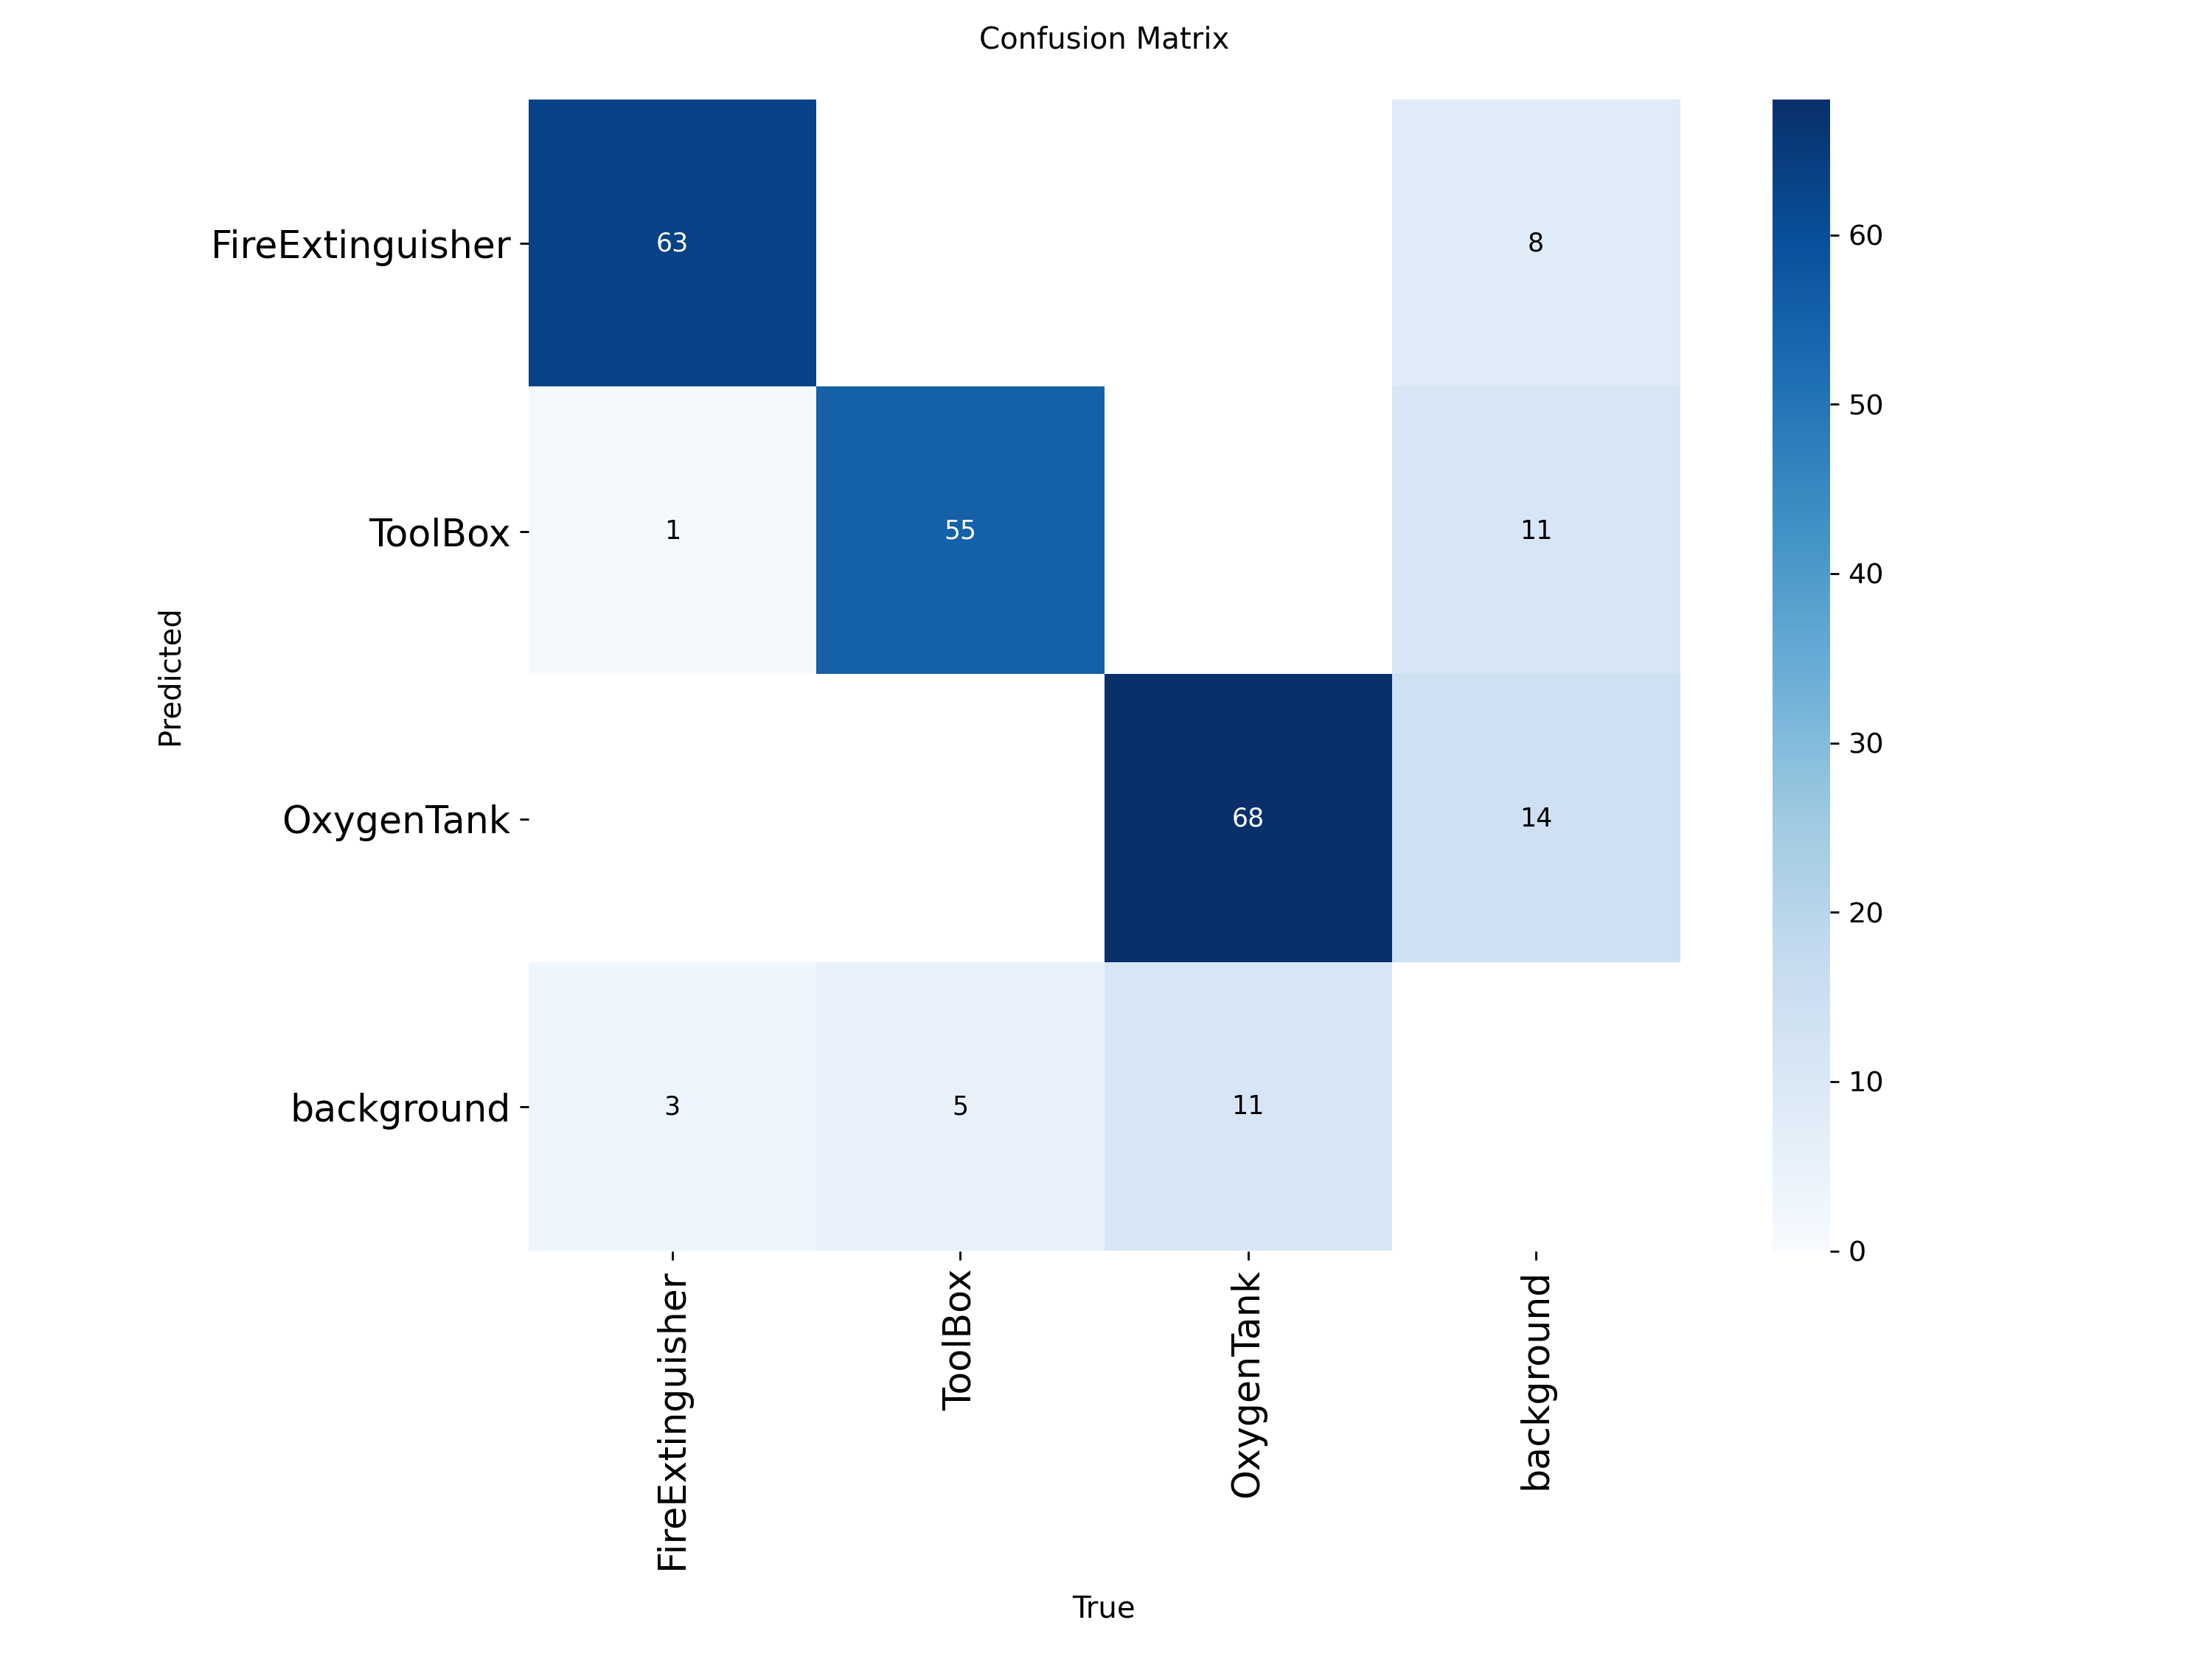 Confusion Matrix
FireExtinguisher
63
8
ToolBox
1
55
11
OxygenTank
68
14
background
3
5
11
Predicted
FireExtinguisher
ToolBox
OxygenTank
background
True
60
50
40
30
20
10
0